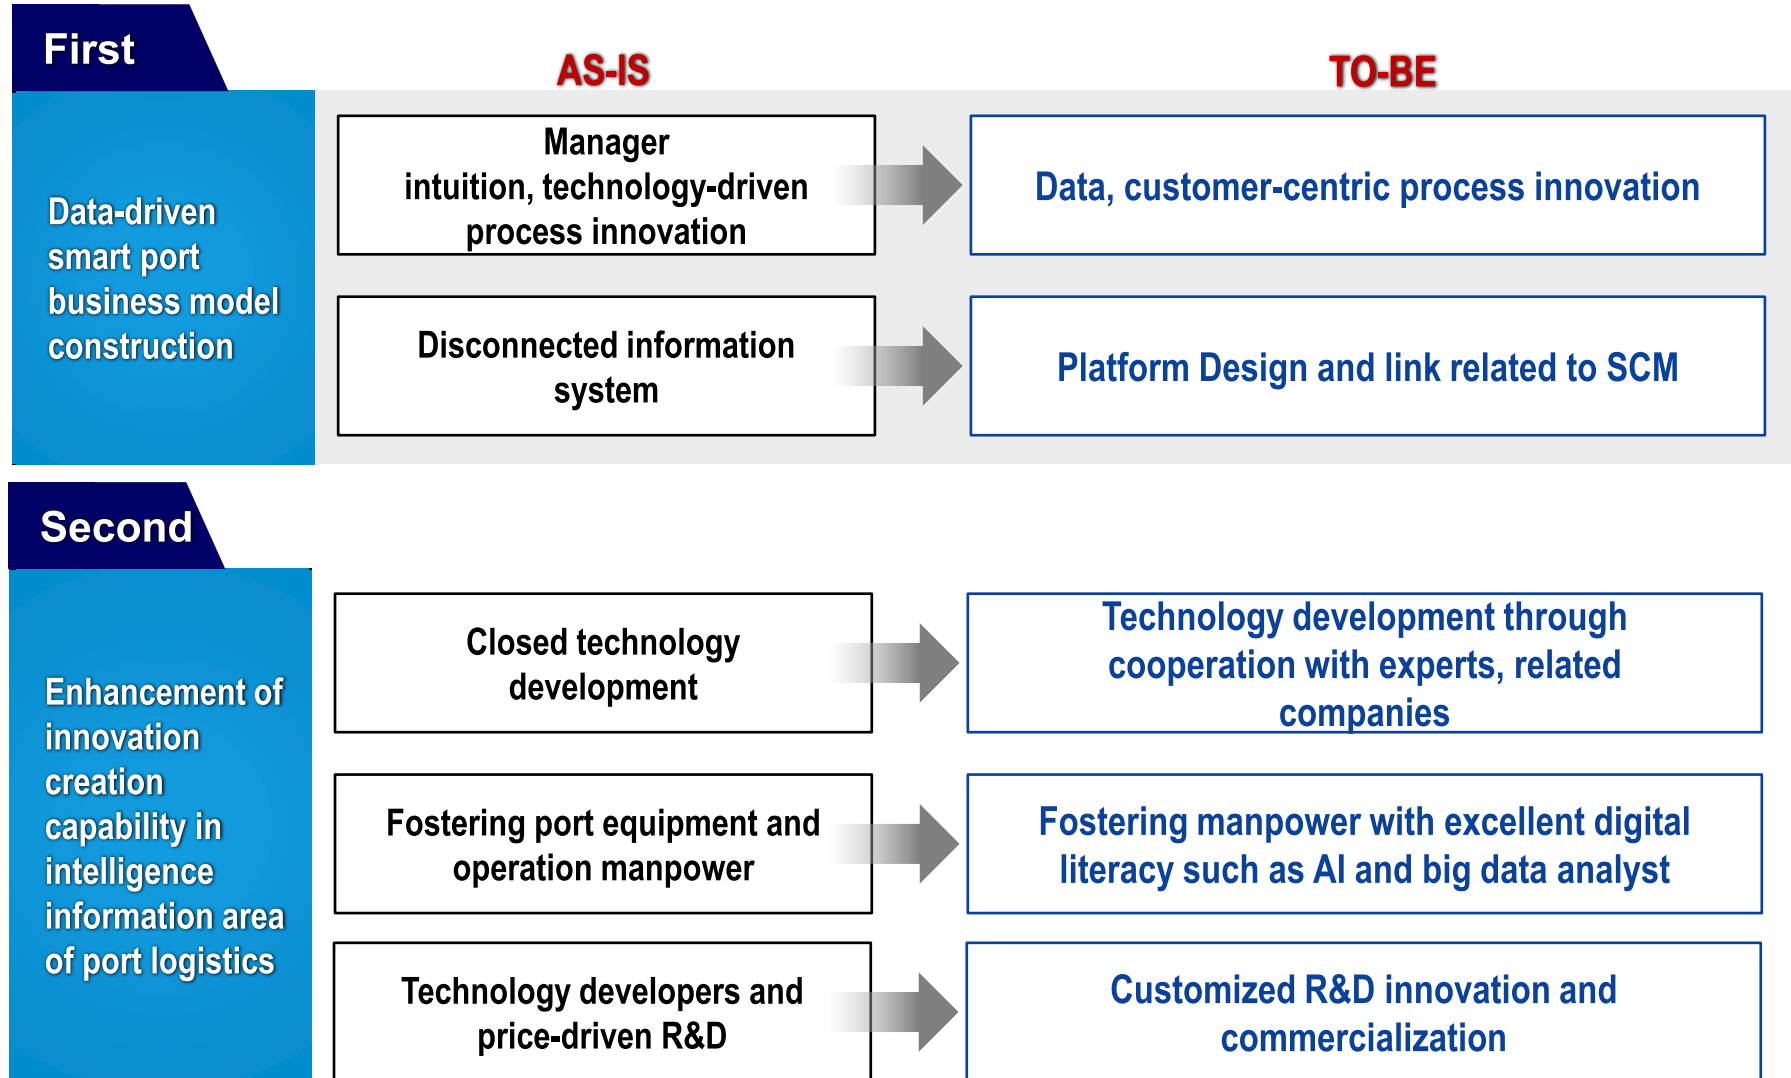 First
AS-IS
TO-BE
Data-driven
smart port
business model
construction
Manager
intuition, technology-driven
process innovation
Data, customer-centric process innovation
Disconnected information
system
Platform Design and link related to SCM
Second
Enhancement of
innovation
creation
capability in
intelligence
information area
of port logistics
Closed technology
development
Technology development through
cooperation with experts, related
companies
Fostering port equipment and
operation manpower
Fostering manpower with excellent digital
literacy such as AI and big data analyst
Technology developers and
price-driven R&D
Customized R&D innovation and
commercialization